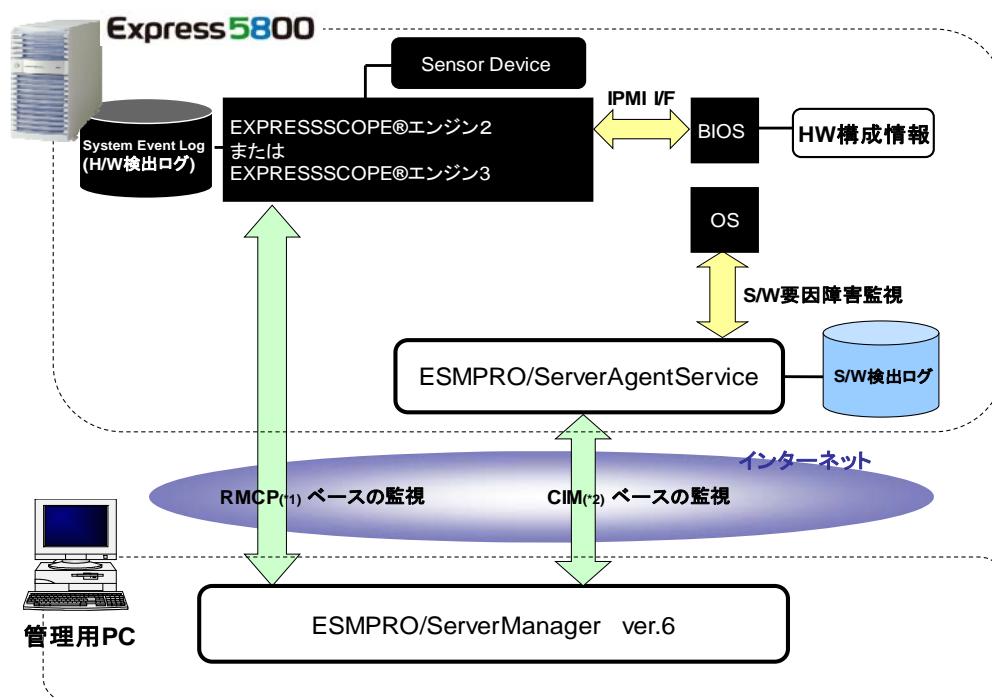 Express5800
Sensor Device
IPMI I/F
System Event Log
(H/W検出ログ)
EXPRESSSCOPE®エンジン2
または
EXPRESSSCOPE®エンジン3
BIOS
HW構成情報
OS
S/W要因障害監視
ESMPRO/ServerAgentService
S/W検出ログ
インターネット
RMCP(*1) ベースの監視
CIM(*2) ベースの監視
管理用PC
ESMPRO/ServerManager ver.6